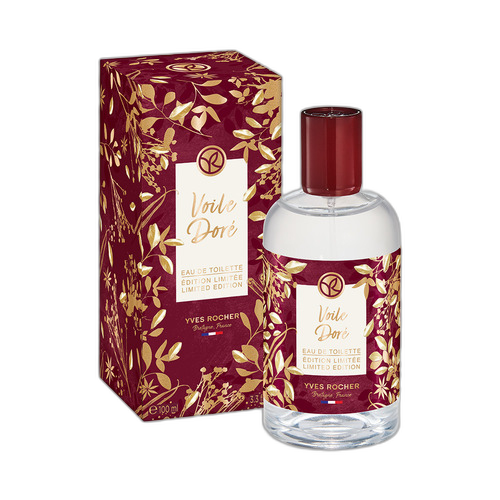 Voile
Doré
EAU DE TOILETTE
ÉDITION LIMITÉE
LIMITED EDITION
YVES ROCHER
Bretagne, France
℮ 100 ml
Voile
Doré
EAU DE TOILETTE
ÉDITION LIMITÉE
LIMITED EDITION
YVES ROCHER
Bretagne, France